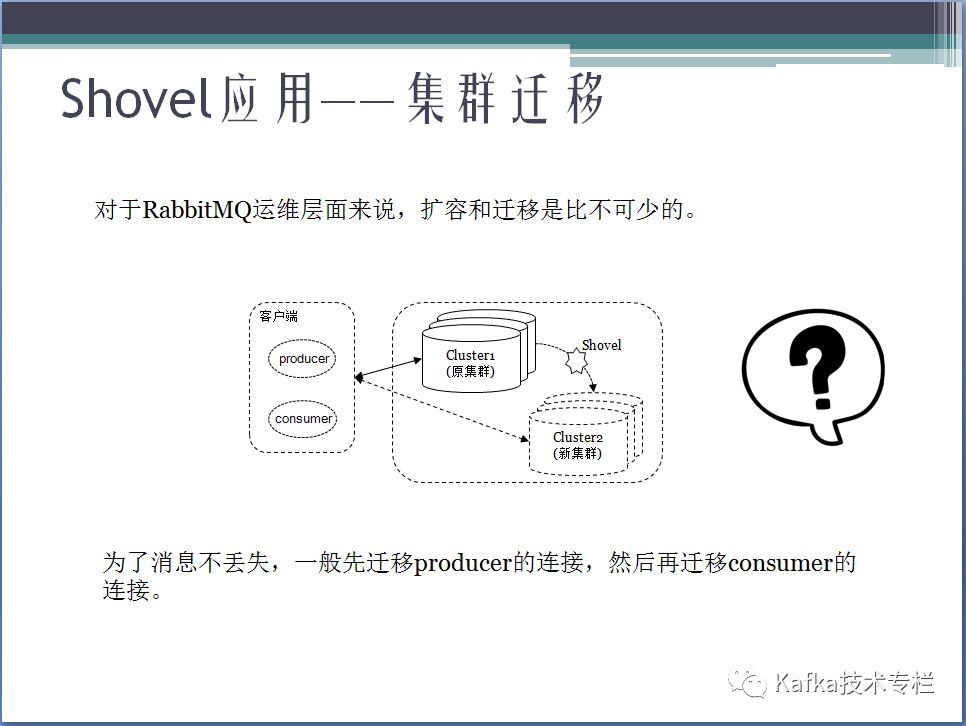 Shovel应用——集群迁移
对于RabbitMQ运维层面来说，扩容和迁移是比不可少的。
客户端
producer
consumer
Cluster1
(原集群)
Shovel
Cluster2
(新集群)
?
为了消息不丢失，一般先迁移producer的连接，然后再迁移consumer的
连接。
Kafka技术专栏